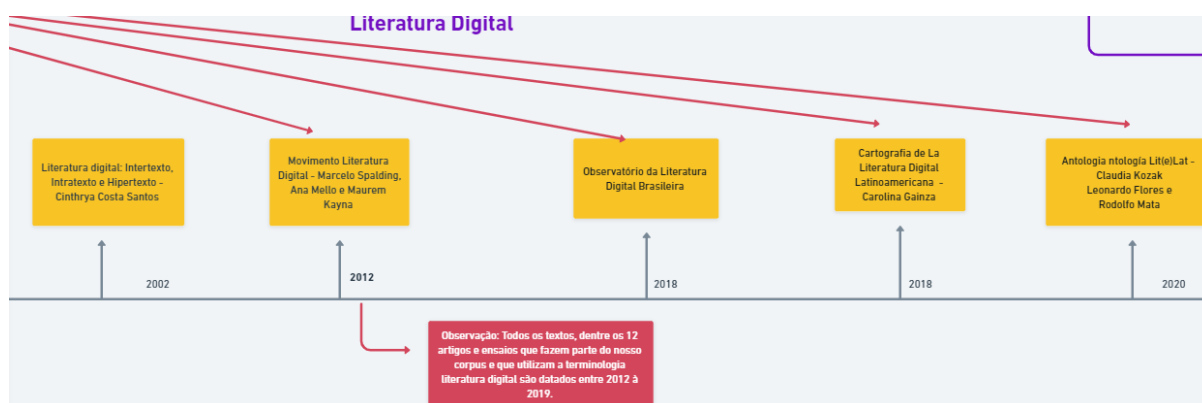 Literatura Digital
Literatura digital: Intertexto,
Intratexto e Hipertexto -
Cinthrya Costa Santos
Movimento Literatura
Digital - Marcelo Spalding,
Ana Mello e Maurem
Kayna
Observatório da Literatura
Digital Brasileira
Cartografia de La
Literatura Digital
Latinoamericana -
Carolina Gainza
Antologia ntología Lit(e)Lat -
Claudia Kozak
Leonardo Flores e
Rodolfo Mata
2002
2012
2018
2018
2020
Observação: Todos os textos, dentre os 12
artigos e ensaios que fazem parte do nosso
corpus e que utilizam a terminologia
literatura digital são datados entre 2012 à
2019.